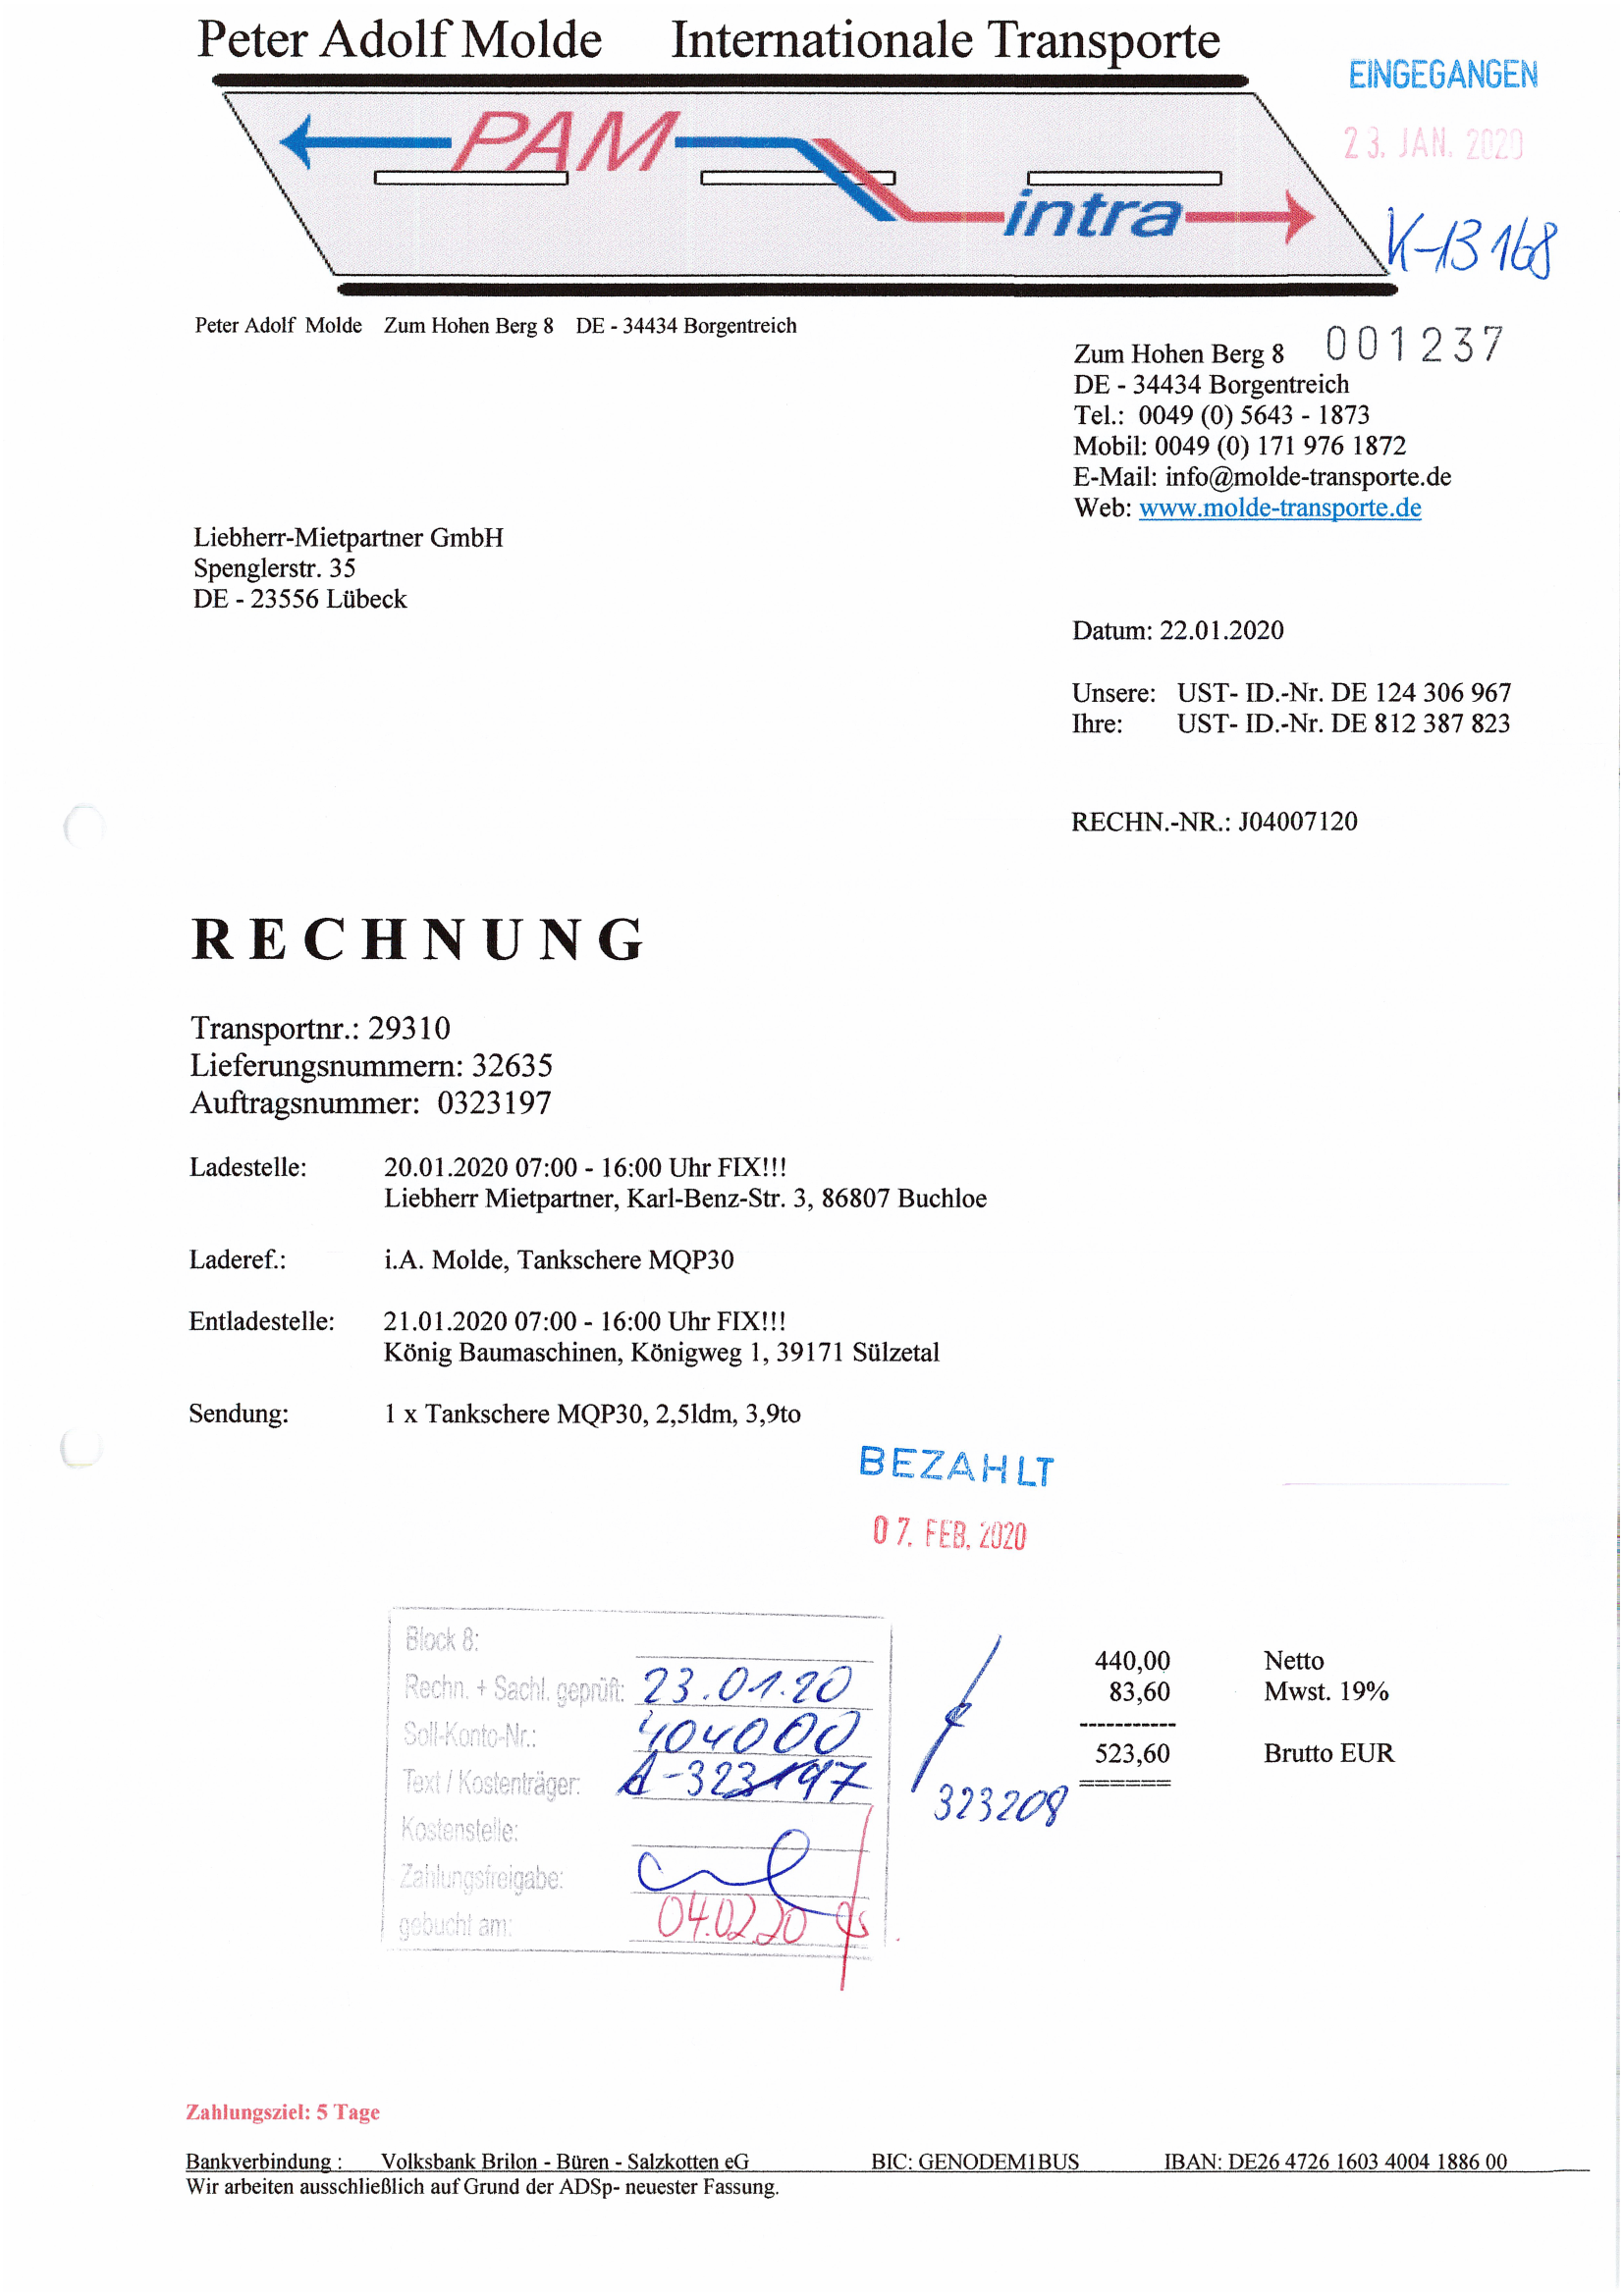 Peter Adolf Molde Internationale Transporte
EINGEGANGEN
PAM
23. JAN. 2020
intra
K-13168
Peter Adolf Molde Zum Hohen Berg 8 DE - 34434 Borgentreich
001237
Zum Hohen Berg 8
DE - 34434 Borgentreich
Tel.: 0049 (0) 5643 - 1873
Mobil: 0049 (0) 171 976 1872
E-Mail: info@molde-transporte.de
Web: www.molde-transporte.de
Liebherr-Mietpartner GmbH
Spenglerstr. 35
DE - 23556 Lübeck
Datum: 22.01.2020
Unsere: UST- ID.-Nr. DE 124 306 967
Ihre: UST- ID.-Nr. DE 812 387 823
RECHN.-NR.: J04007120
RECHNUNG
Transportnr.: 29310
Lieferungsnummern: 32635
Auftragsnummer: 0323197
Ladestelle: 20.01.2020 07:00 - 16:00 Uhr FIX!!!
Liebherr Mietpartner, Karl-Benz-Str. 3, 86807 Buchloe
Laderef.: i.A. Molde, Tankschere MQP30
Entladestelle: 21.01.2020 07:00 - 16:00 Uhr FIX!!!
König Baumaschinen, Königweg 1, 39171 Sülzetal
Sendung: 1 x Tankschere MQP30, 2,5ldm, 3,9to
BEZAHLT
07. FEB. 2020
Block 8:
Rechn. + Sachl. geprüft: 23.01.20
Soll-Konto-Nr.: 404000
Text / Kostenträger: A-323197
323208
Kostenstelle:
Zahlungsfreigabe:
gebucht am: 04.02.20
440,00 Netto
83,60 Mwst. 19%
-----------
523,60 Brutto EUR
======
Zahlungsziel: 5 Tage
Bankverbindung : Volksbank Brilon - Büren - Salzkotten eG BIC: GENODEM1BUS IBAN: DE26 4726 1603 4004 1886 00
Wir arbeiten ausschließlich auf Grund der ADSp- neuester Fassung.